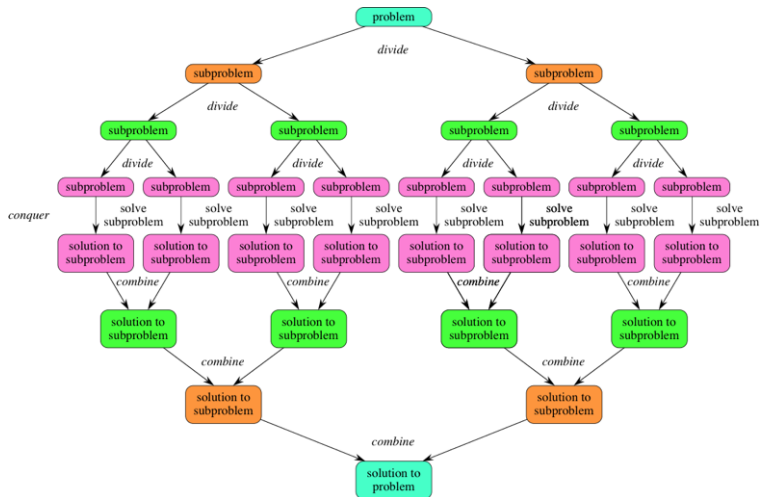 problem
divide
subproblem subproblem
divide divide
subproblem subproblem subproblem subproblem
divide divide divide divide
subproblem subproblem subproblem subproblem subproblem subproblem subproblem subproblem
conquer
solve solve solve solve solve solve solve solve
subproblem subproblem subproblem subproblem subproblem subproblem subproblem subproblem
solution to solution to solution to solution to solution to solution to solution to solution to
subproblem subproblem subproblem subproblem subproblem subproblem subproblem subproblem
combine combine combine combine
solution to solution to solution to solution to
subproblem subproblem subproblem subproblem
combine combine
solution to solution to
subproblem subproblem
combine
solution to
problem